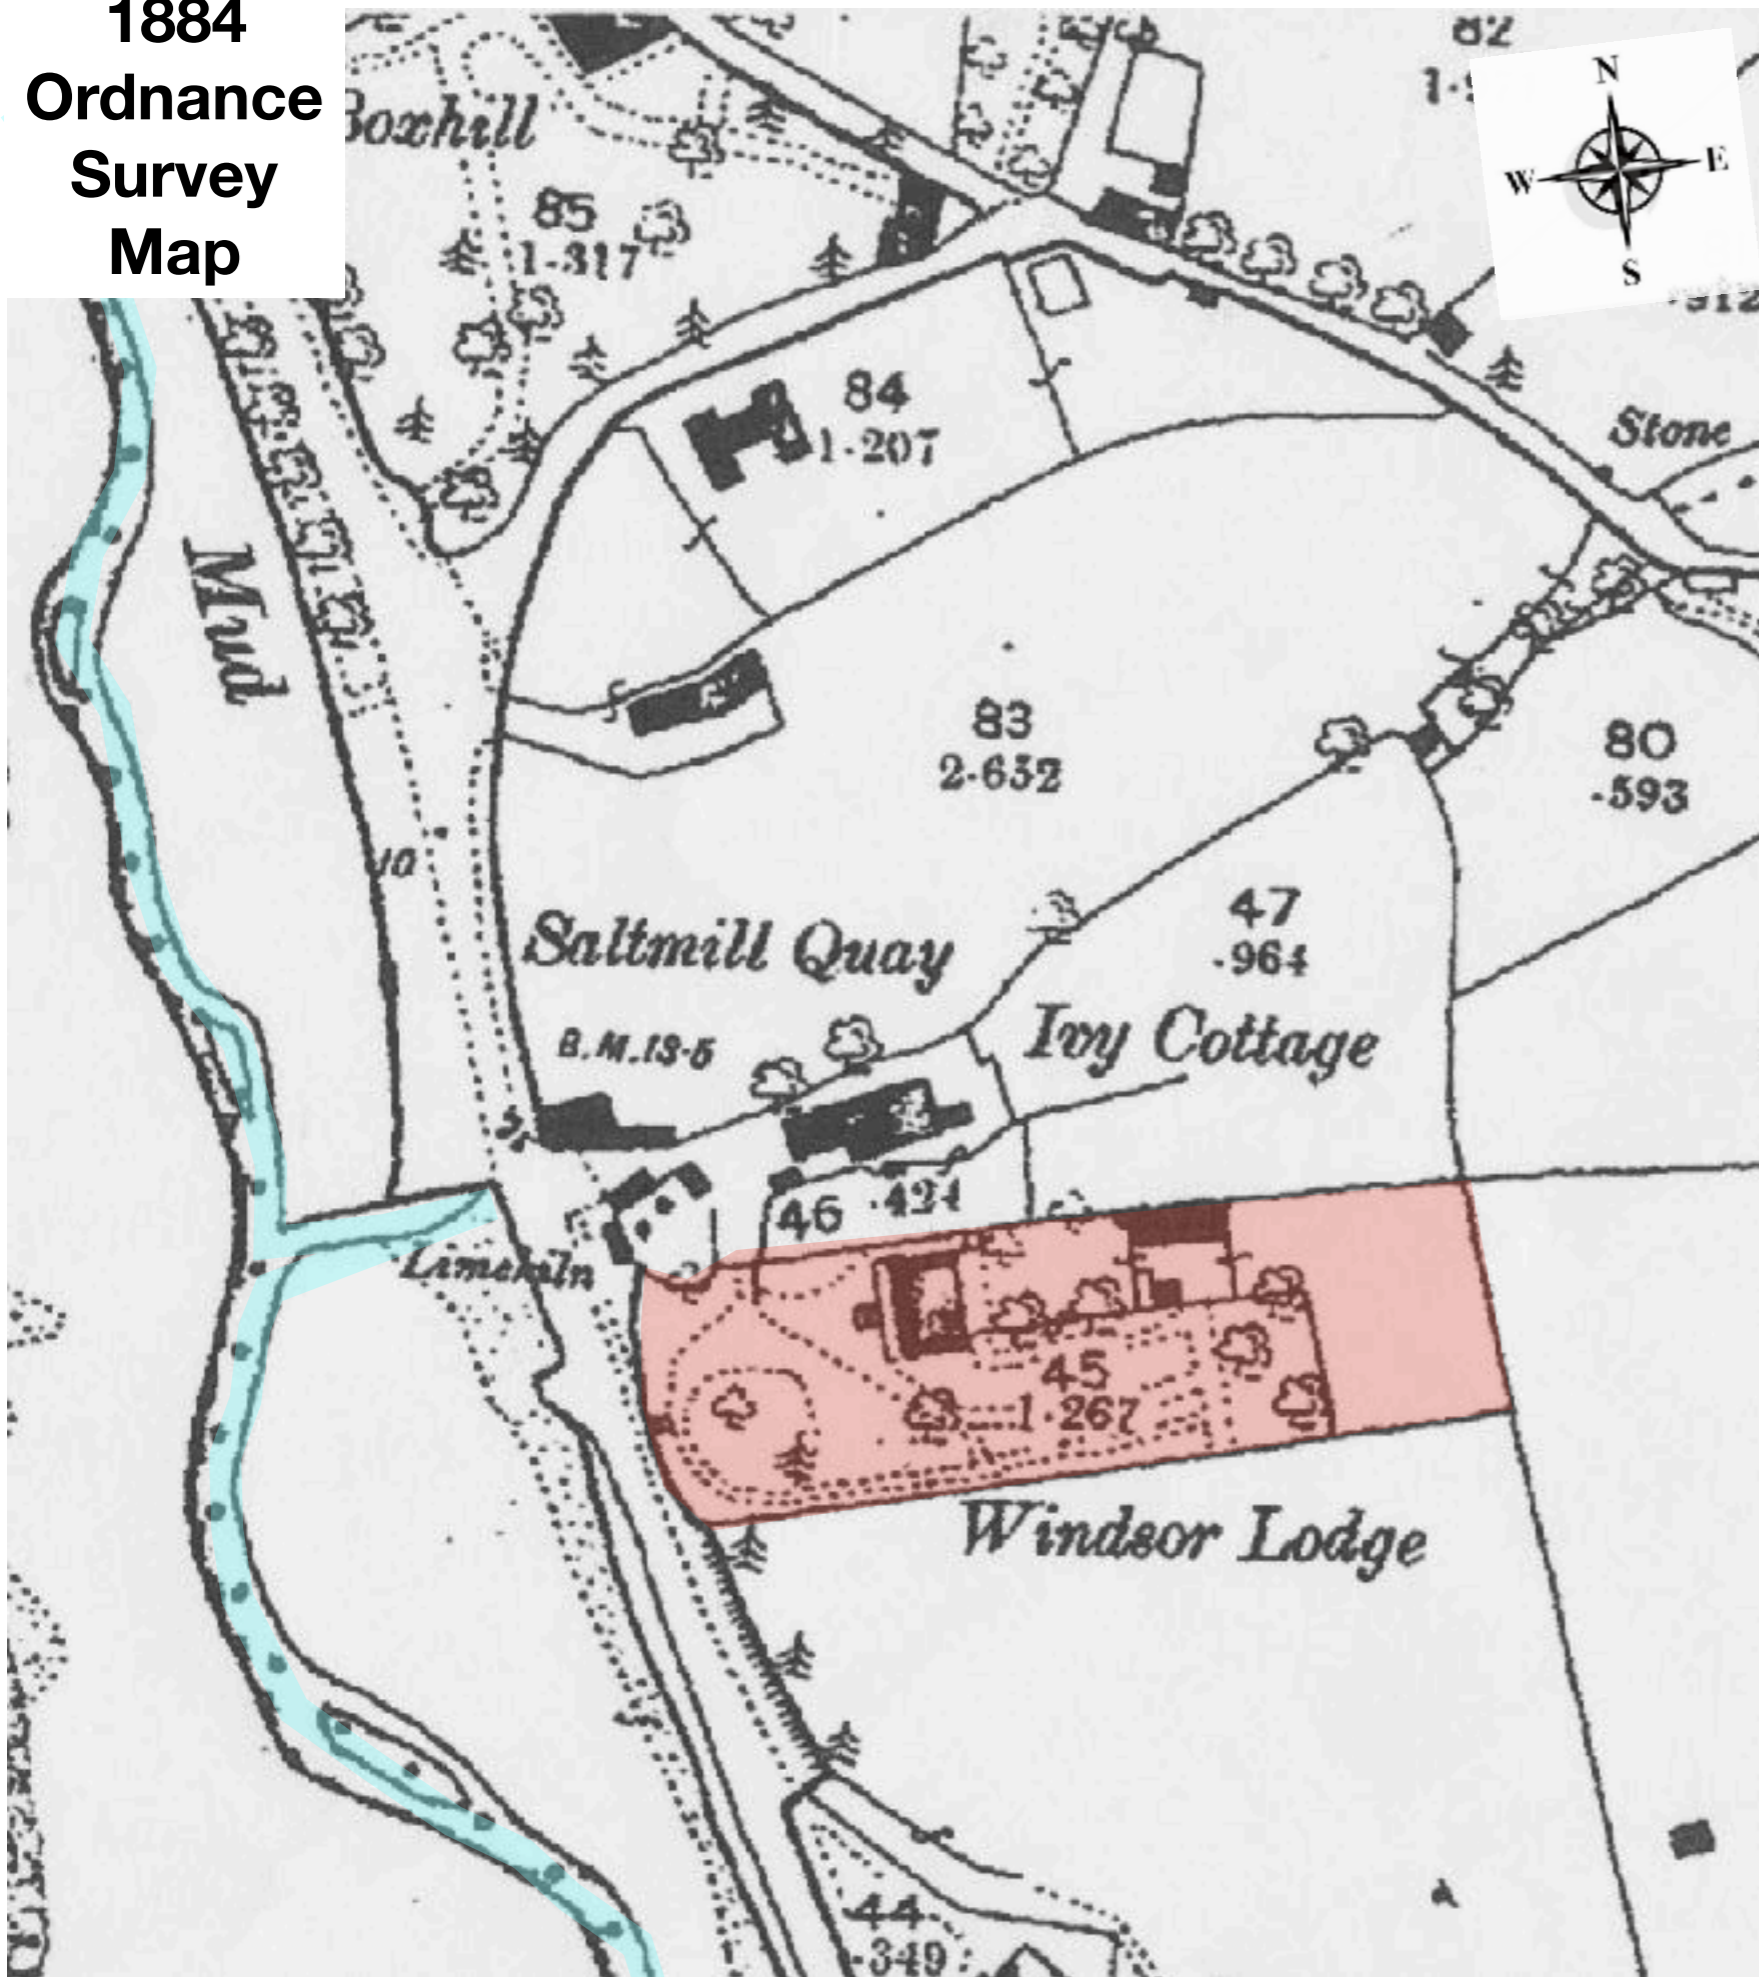 1884
Ordnance
Survey
Map
N
W
E
S
82
Boxhill
85
1·317
84
1·207
Stone
Mud
83
2·632
80
·593
10
Saltmill Quay
47
·964
B.M.13·5
Ivy Cottage
46
·424
Limekiln
45
1·267
Windsor Lodge
44
·349